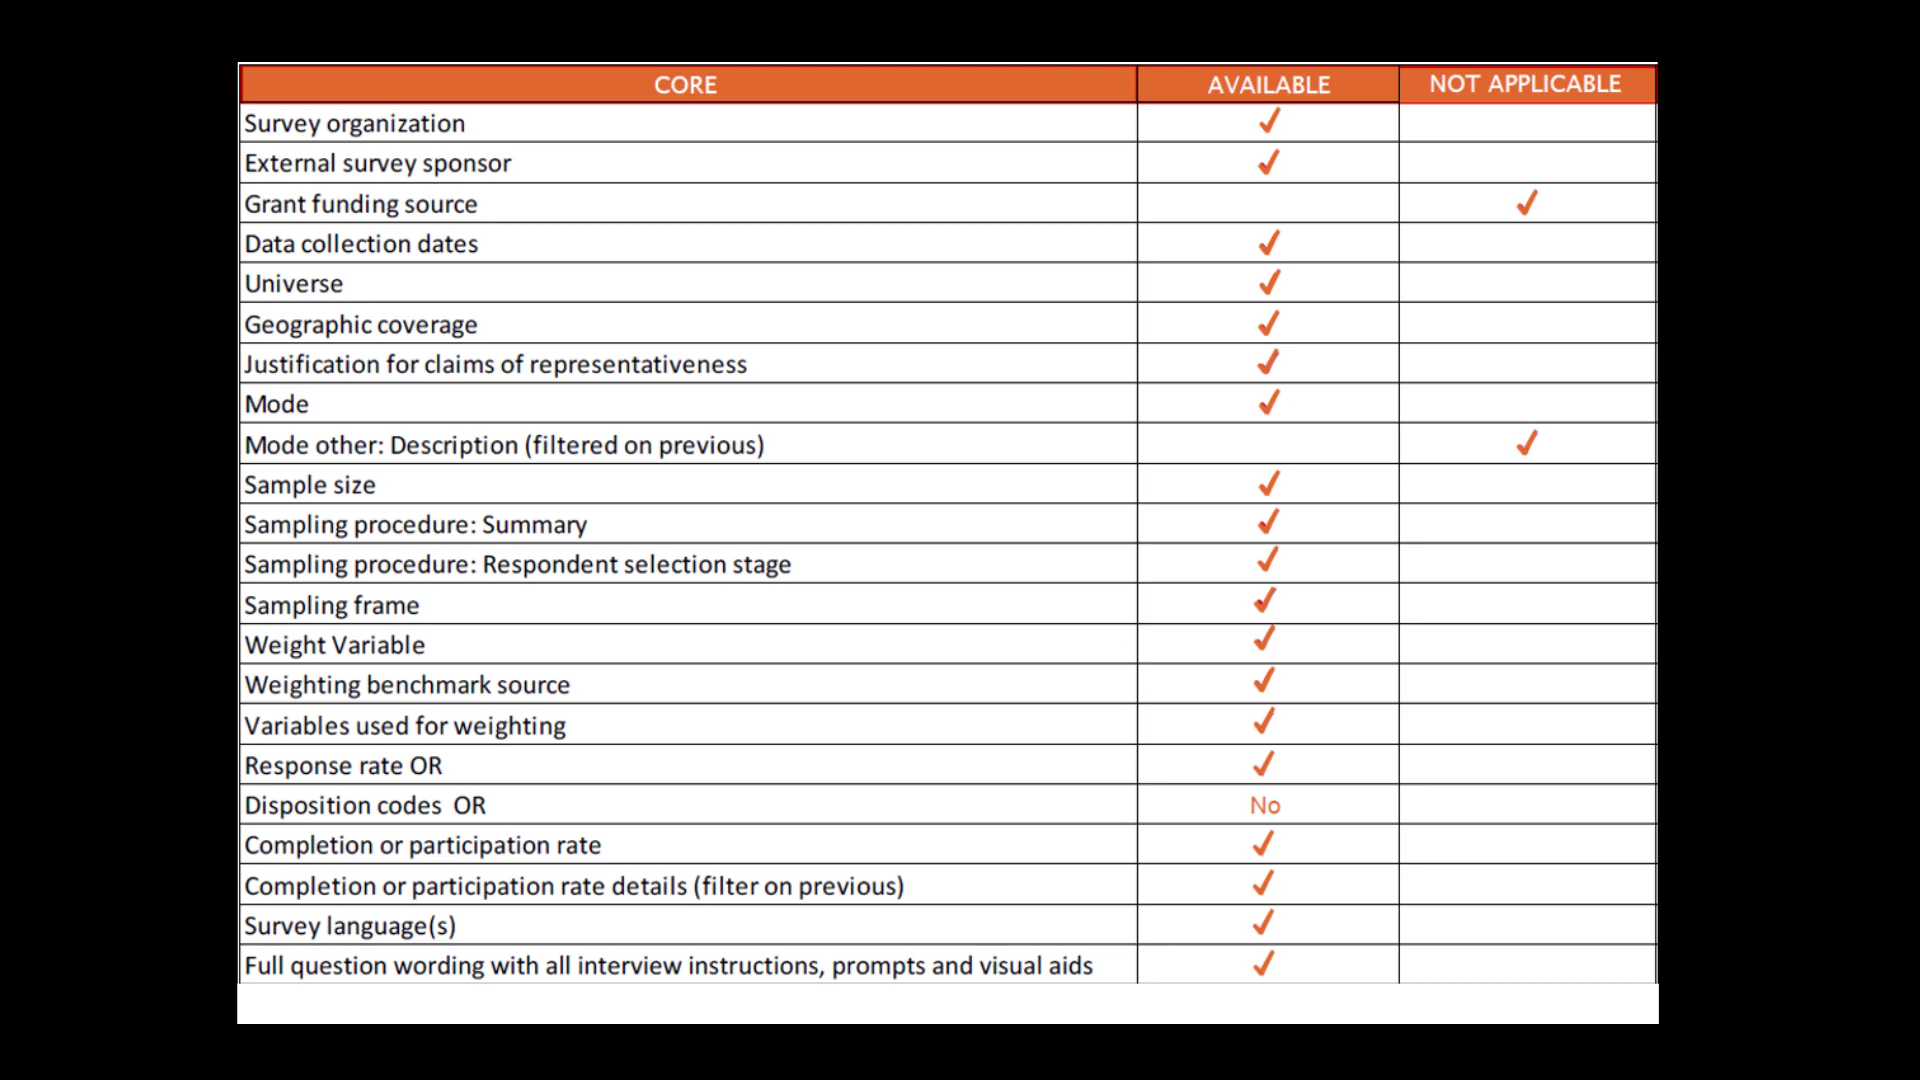 CORE AVAILABLE NOT APPLICABLE
Survey organization ✓
External survey sponsor ✓
Grant funding source ✓
Data collection dates ✓
Universe ✓
Geographic coverage ✓
Justification for claims of representativeness ✓
Mode ✓
Mode other: Description (filtered on previous) ✓
Sample size ✓
Sampling procedure: Summary ✓
Sampling procedure: Respondent selection stage ✓
Sampling frame ✓
Weight Variable ✓
Weighting benchmark source ✓
Variables used for weighting ✓
Response rate OR ✓
Disposition codes OR No
Completion or participation rate ✓
Completion or participation rate details (filter on previous) ✓
Survey language(s) ✓
Full question wording with all interview instructions, prompts and visual aids ✓